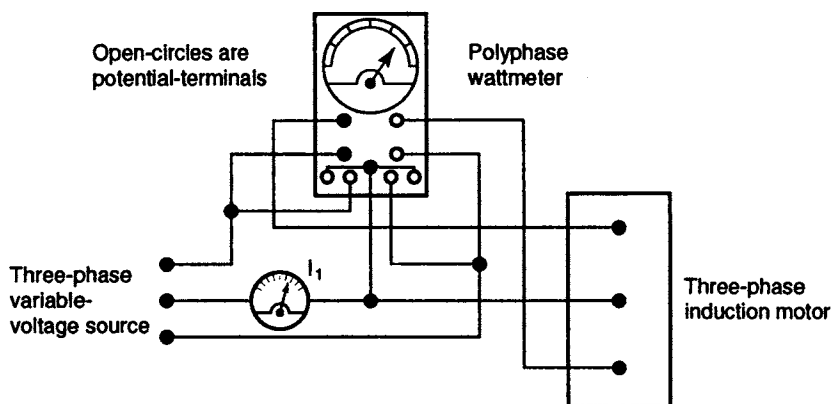 Open-circles are
potential-terminals
Polyphase
wattmeter
I1
Three-phase
variable-
voltage source
Three-phase
induction motor